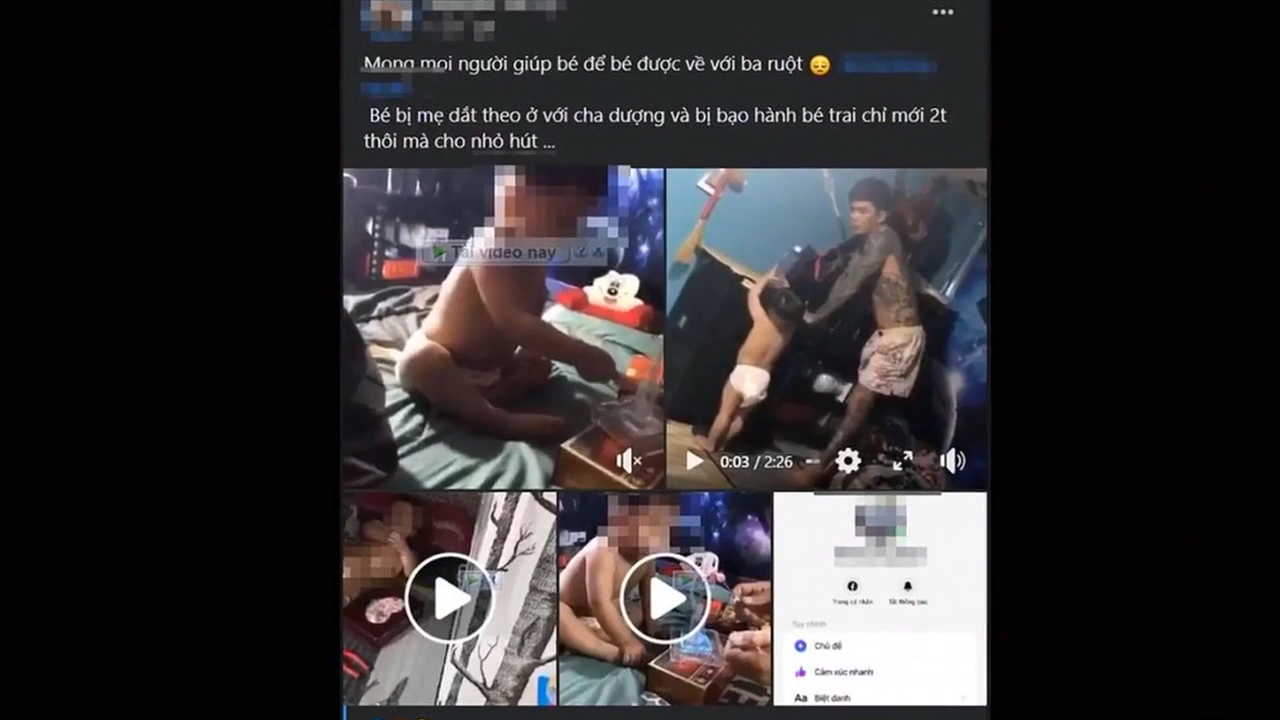 Mong mọi người giúp bé để bé được về với ba ruột
Bé bị mẹ dắt theo ở với cha dượng và bị bạo hành bé trai chỉ mới 2t
thôi mà cho nhỏ hút ...
Tải video này
0:03 / 2:26
Trang cá nhân
Tắt thông báo
Tùy chỉnh
Chủ đề
Cảm xúc nhanh
Aa Biệt danh